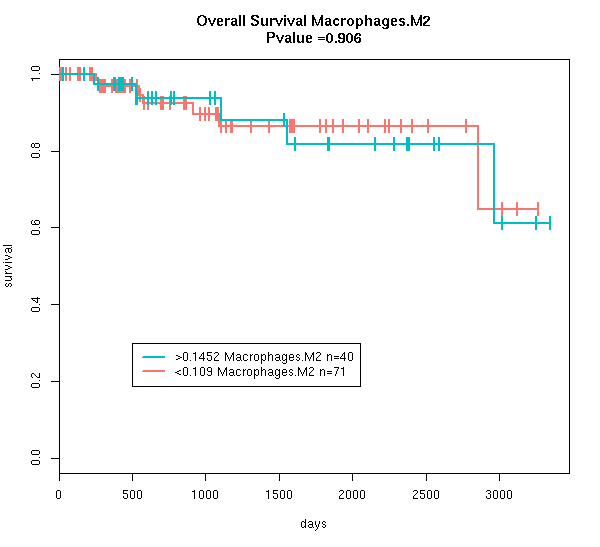 Overall Survival Macrophages.M2
Pvalue =0.906
1.0
0.8
0.6
0.4
0.2
0.0
survival
>0.1452 Macrophages.M2 n=40
<0.109 Macrophages.M2 n=71
0 500 1000 1500 2000 2500 3000
days